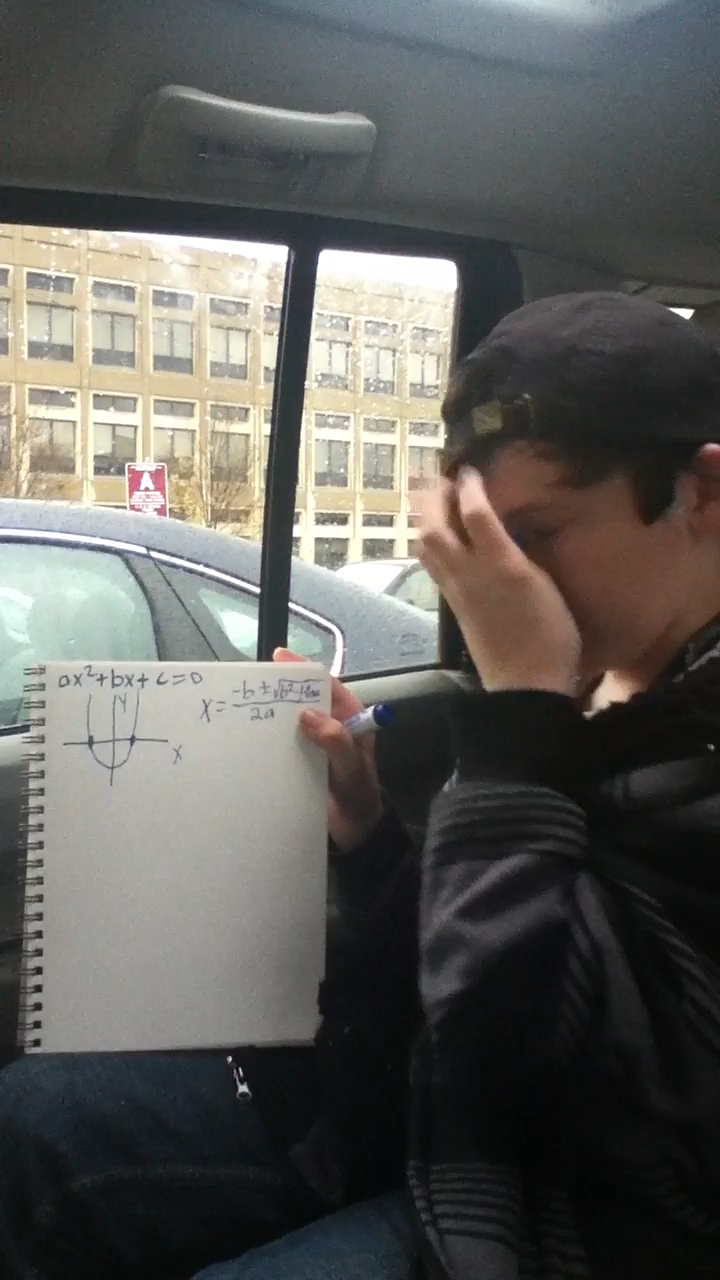 ax²+bx+c=0
x = -b ± √b²-4ac / 2a
y
x
A